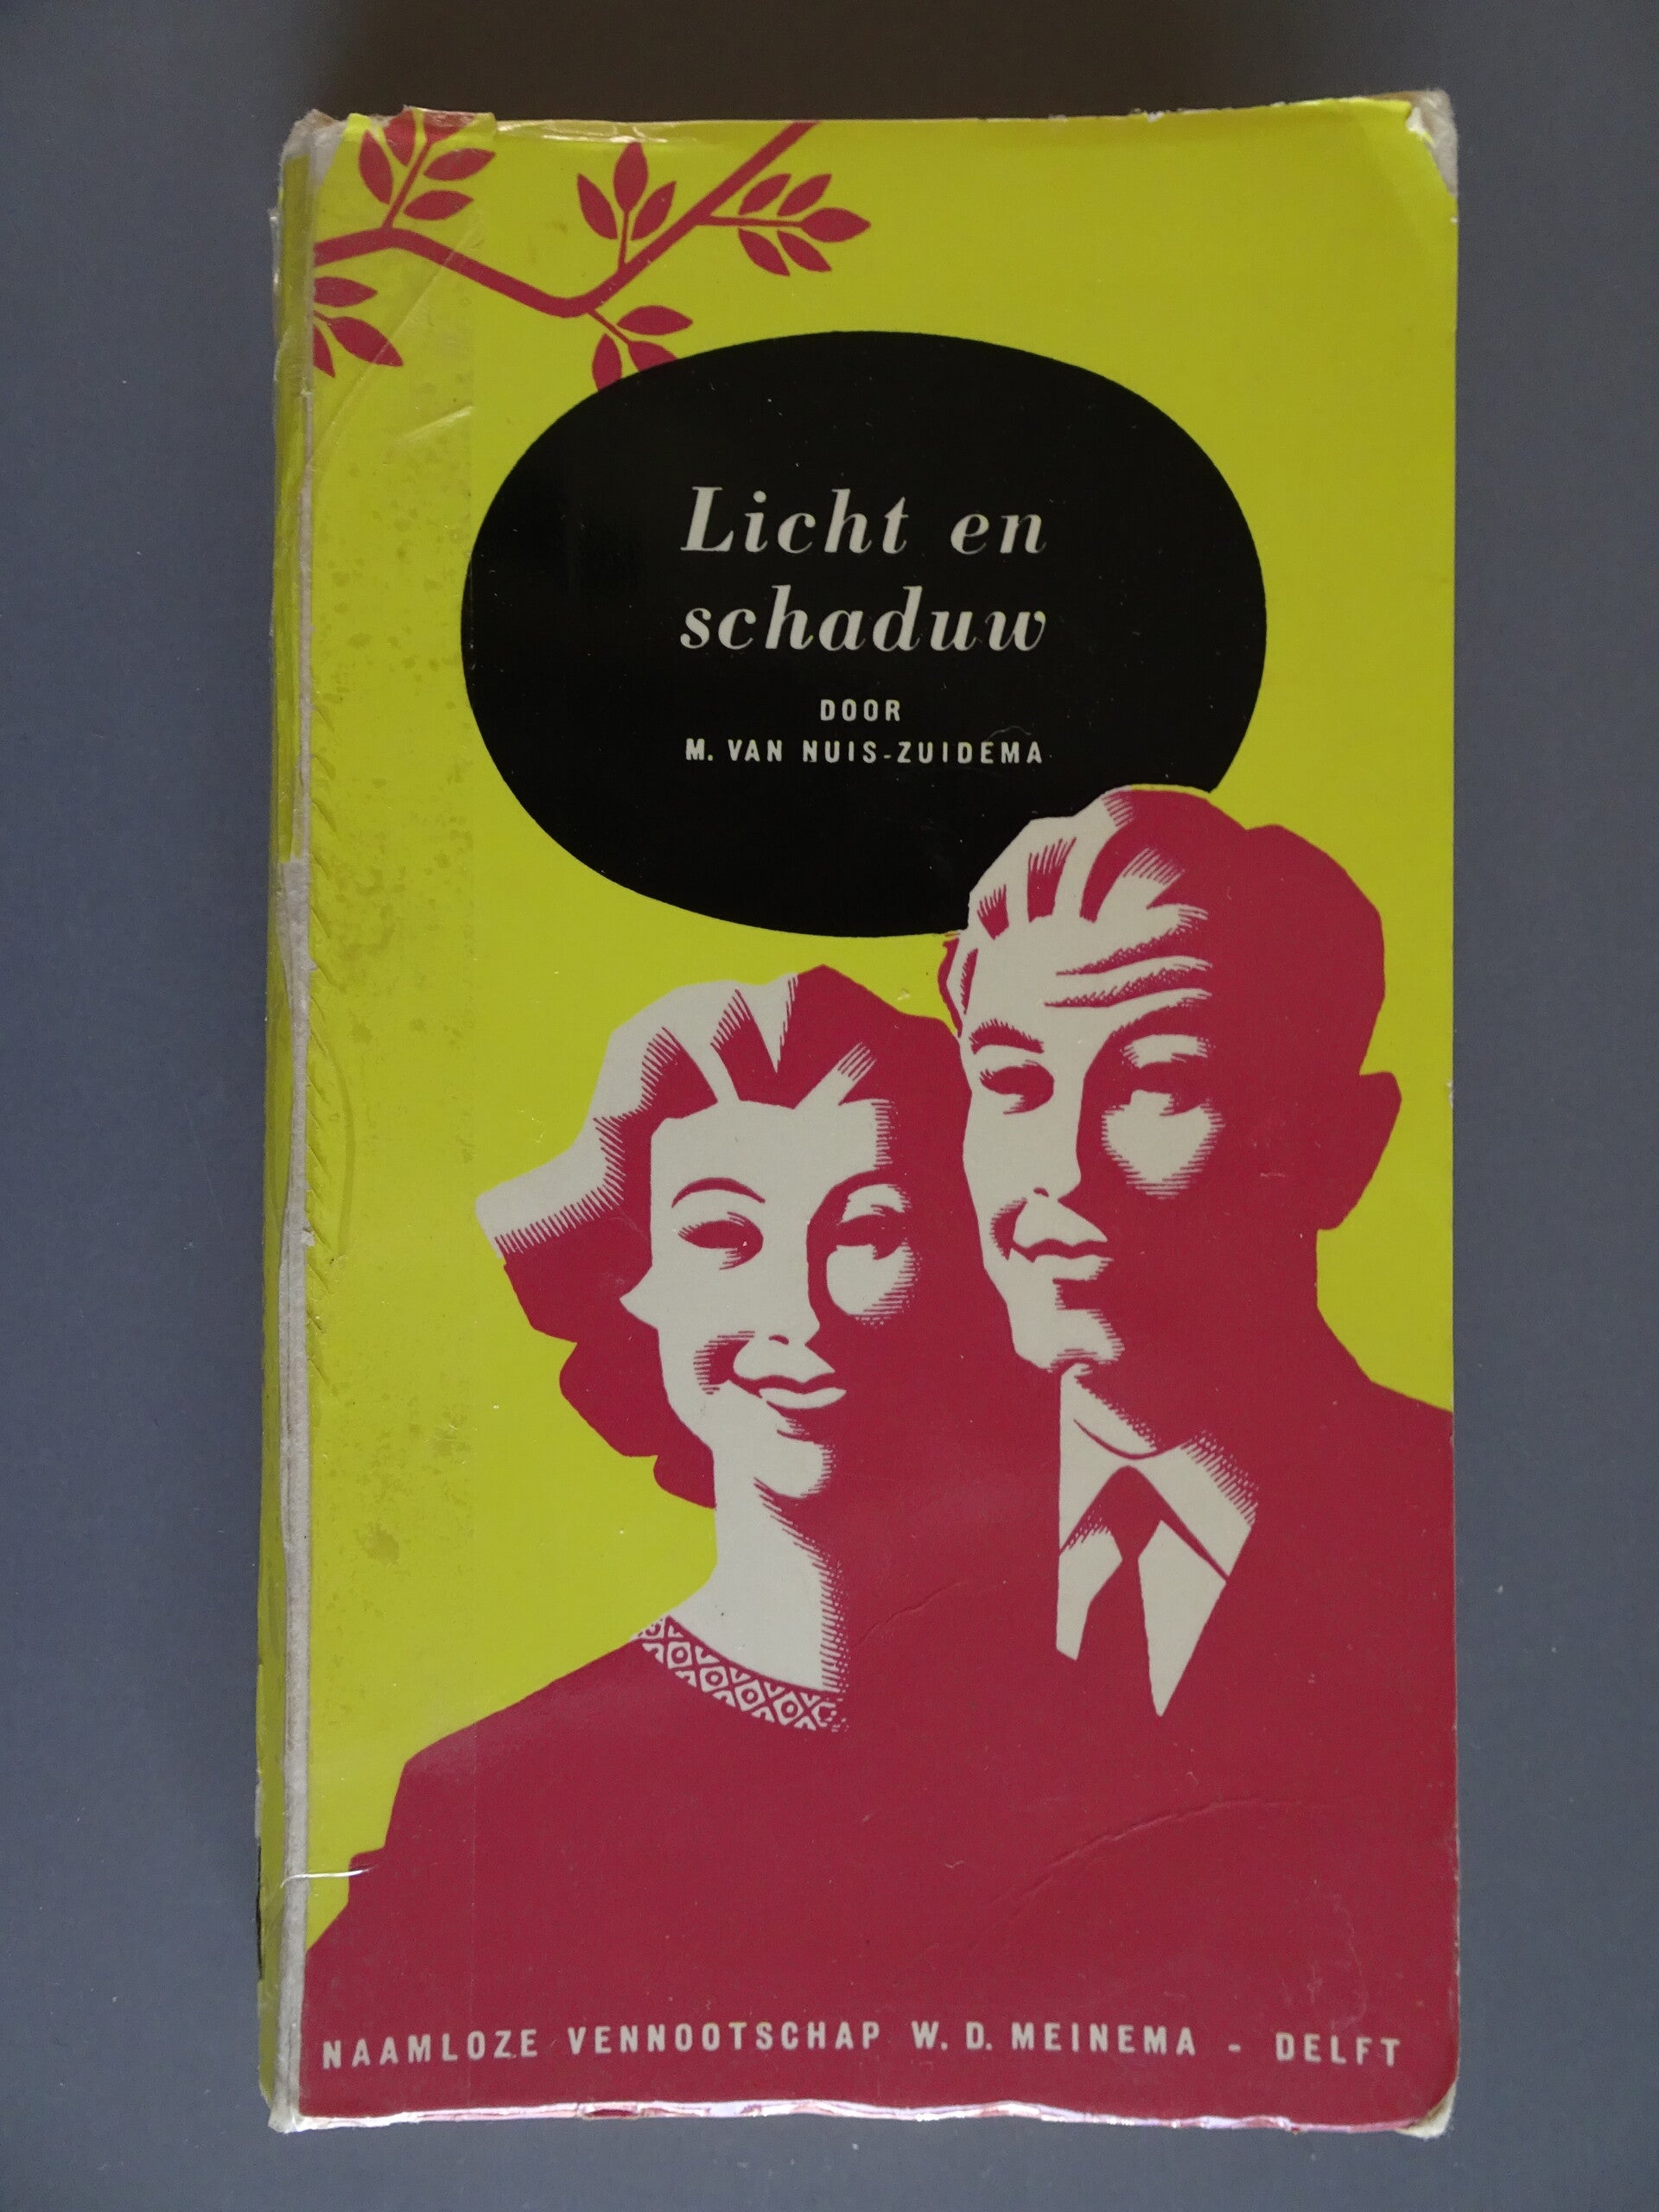 Licht en
schaduw
DOOR
M. VAN NUIS-ZUIDEMA
NAAMLOZE VENNOOTSCHAP W. D. MEINEMA - DELFT